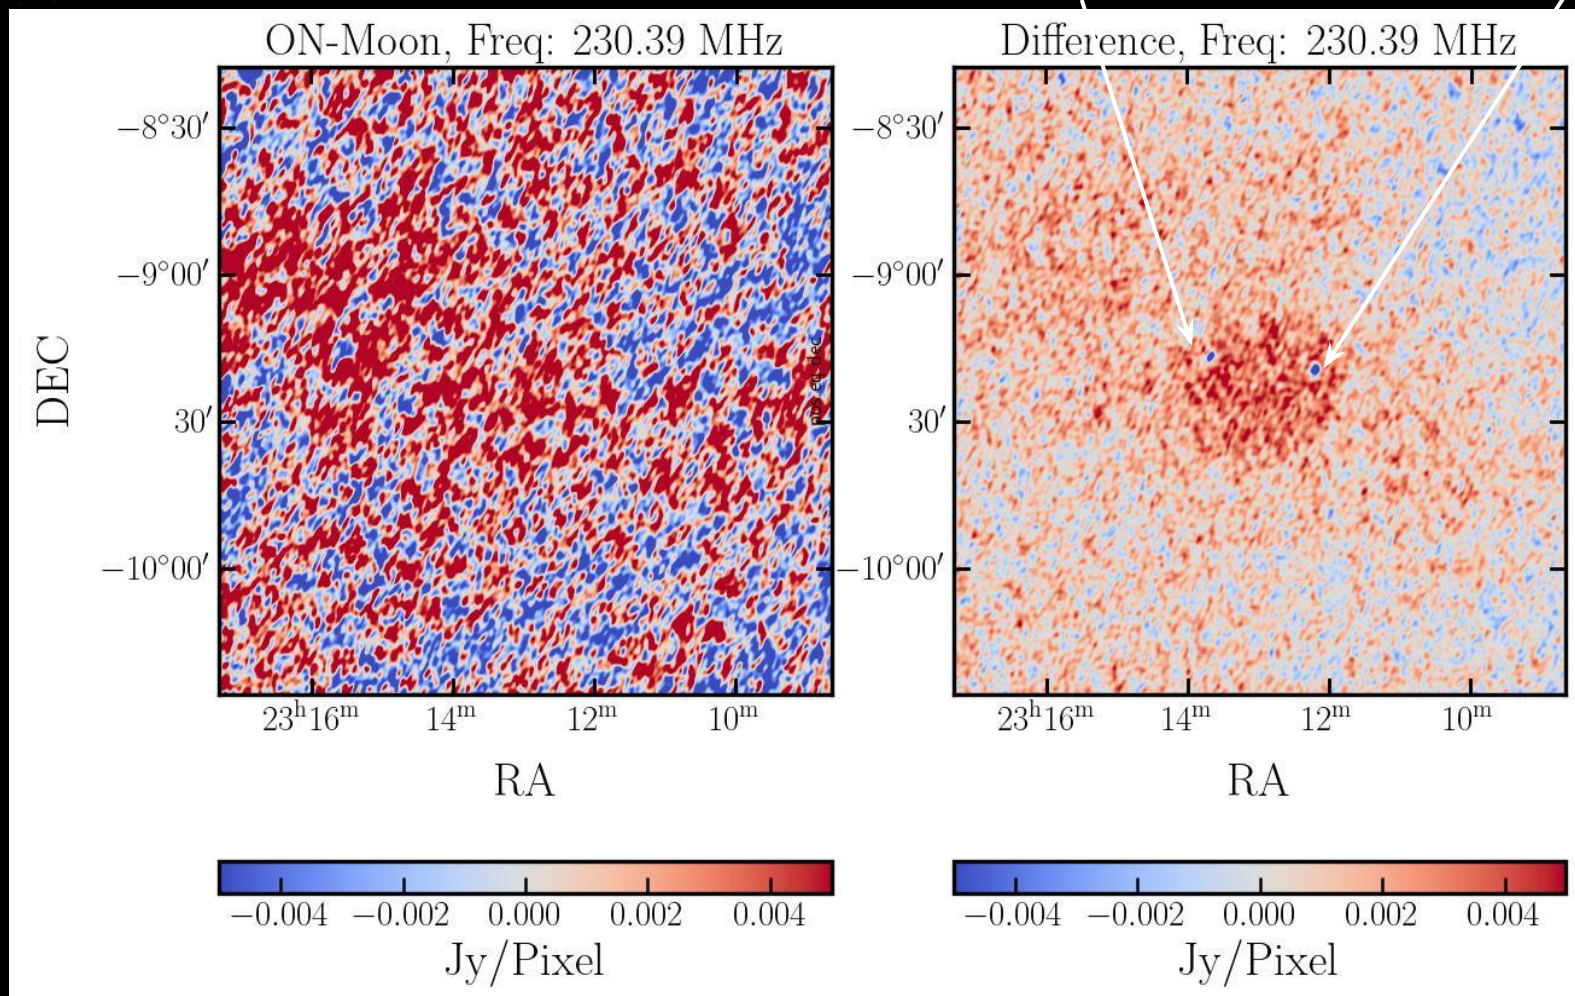 ON-Moon, Freq: 230.39 MHz
Difference, Freq: 230.39 MHz
DEC
−8°30′
−9°00′
30′
−10°00′
−8°30′
−9°00′
30′
−10°00′
pos.eq.dec
23ʰ16ᵐ 14ᵐ 12ᵐ 10ᵐ
23ʰ16ᵐ 14ᵐ 12ᵐ 10ᵐ
RA
RA
−0.004 −0.002 0.000 0.002 0.004
−0.004 −0.002 0.000 0.002 0.004
Jy/Pixel
Jy/Pixel